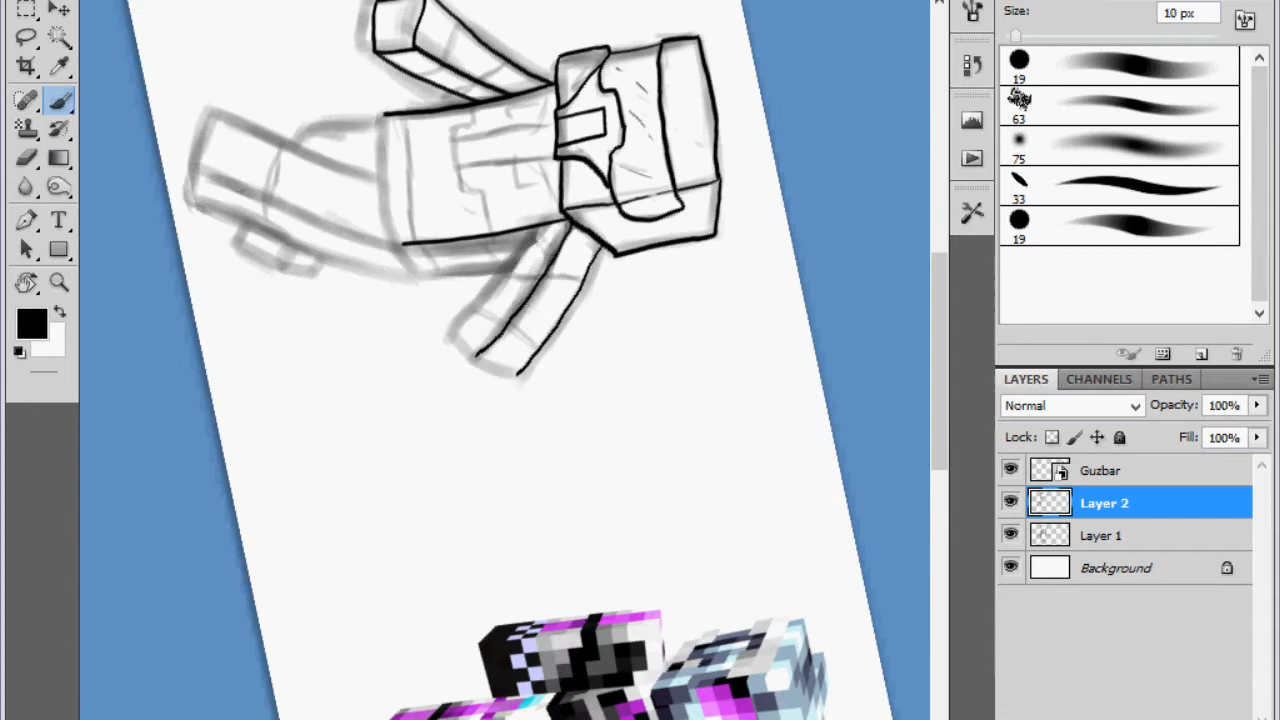 Size: 10 px
19
63
75
33
19
LAYERS CHANNELS PATHS
Normal Opacity: 100%
Lock: Fill: 100%
Guzbar
Layer 2
Layer 1
Background
T